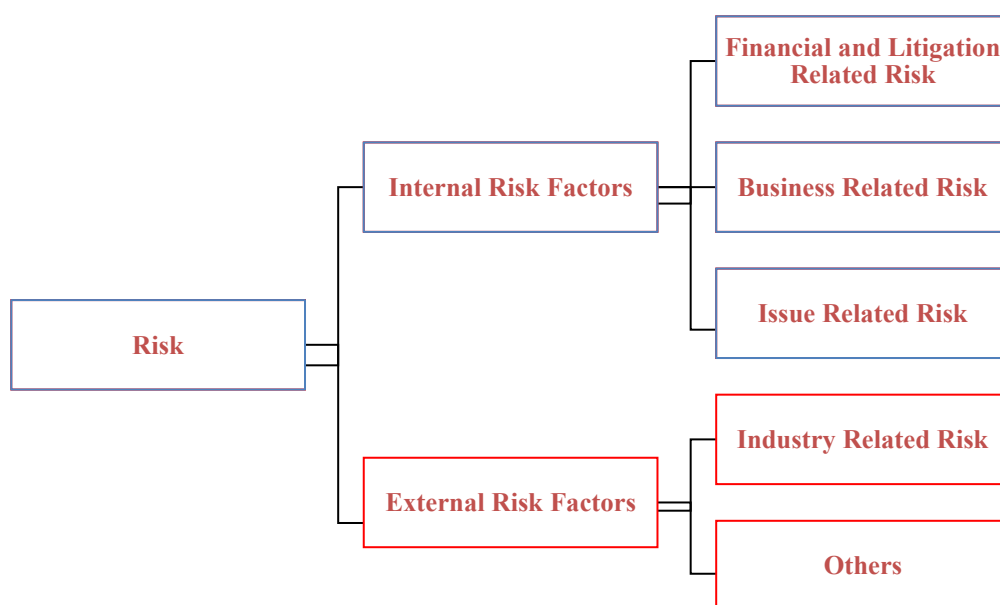 Financial and Litigation
Related Risk
Internal Risk Factors
Business Related Risk
Issue Related Risk
Risk
Industry Related Risk
External Risk Factors
Others